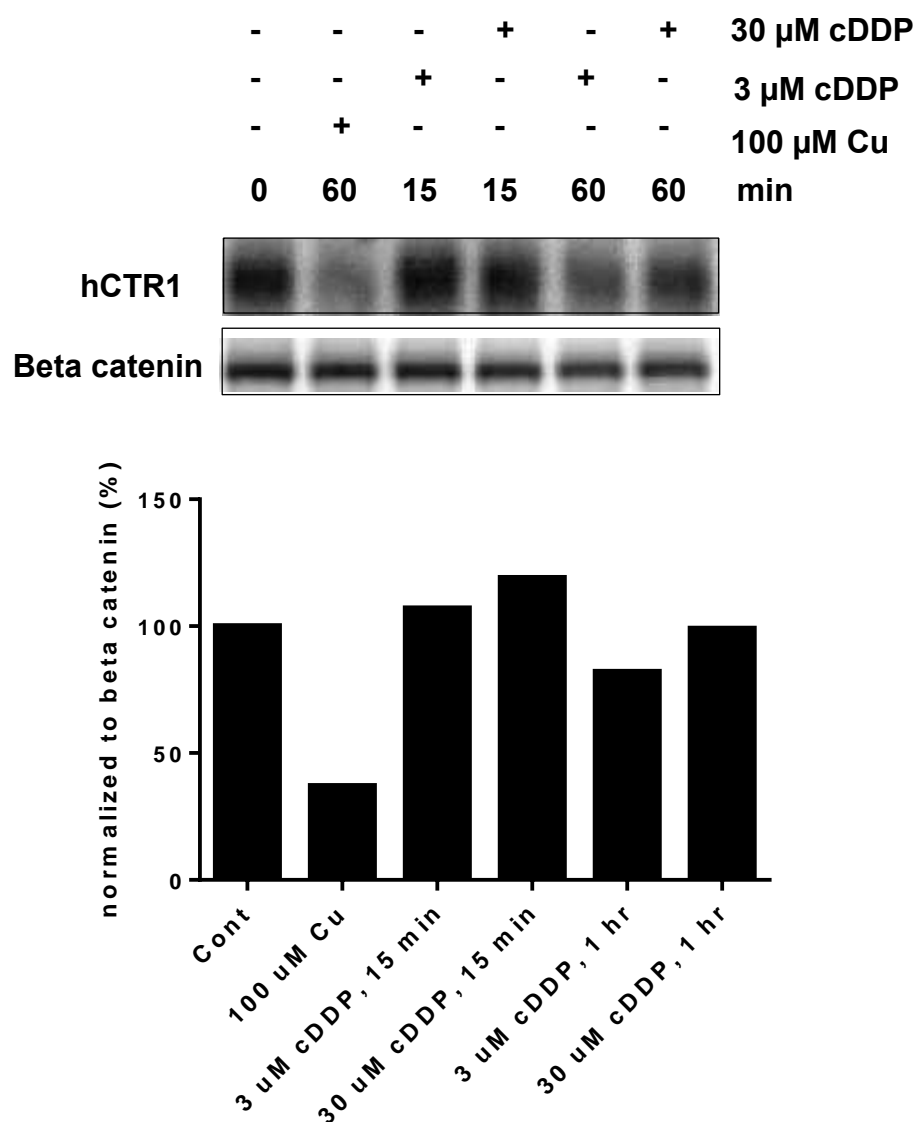 - - - + - + 30 µM cDDP
- - + - + - 3 µM cDDP
- + - - - - 100 µM Cu
0 60 15 15 60 60 min
hCTR1
Beta catenin
normalized to beta catenin (%)
150
100
50
0
Cont
100 uM Cu
3 uM cDDP, 15 min
30 uM cDDP, 15 min
3 uM cDDP, 1 hr
30 uM cDDP, 1 hr